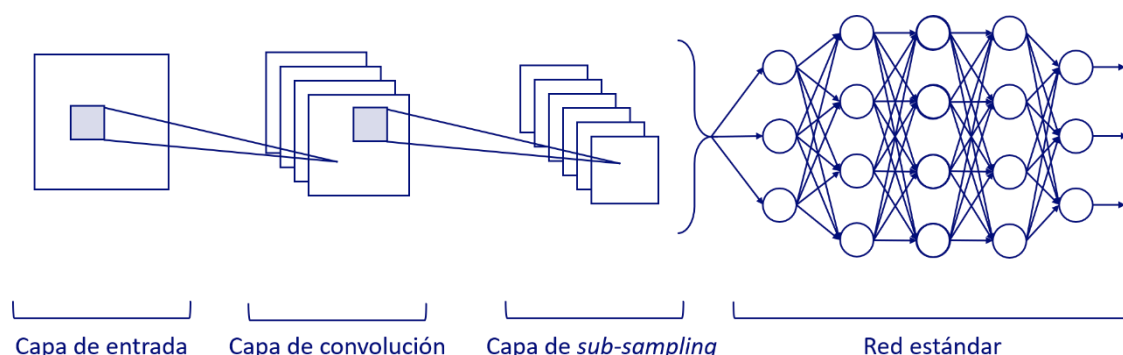 Capa de entrada
Capa de convolución
Capa de sub-sampling
Red estándar